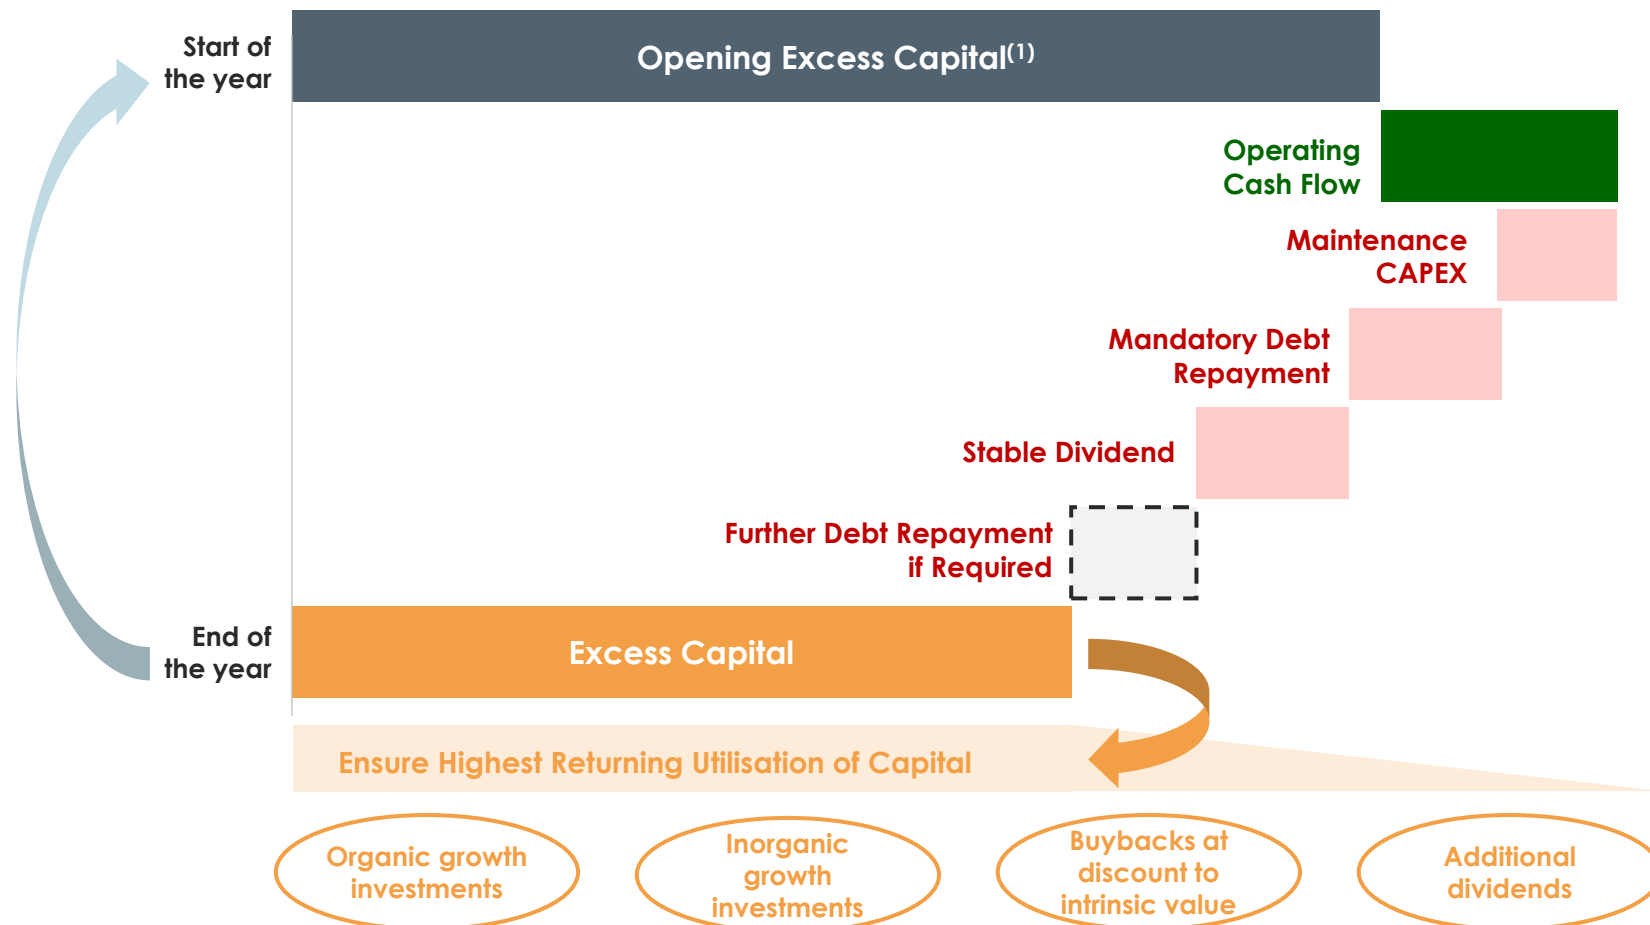 Start of
the year
Opening Excess Capital(1)
Operating
Cash Flow
Maintenance
CAPEX
Mandatory Debt
Repayment
Stable Dividend
Further Debt Repayment
if Required
End of
the year
Excess Capital
Ensure Highest Returning Utilisation of Capital
Organic growth
investments
Inorganic
growth
investments
Buybacks at
discount to
intrinsic value
Additional
dividends